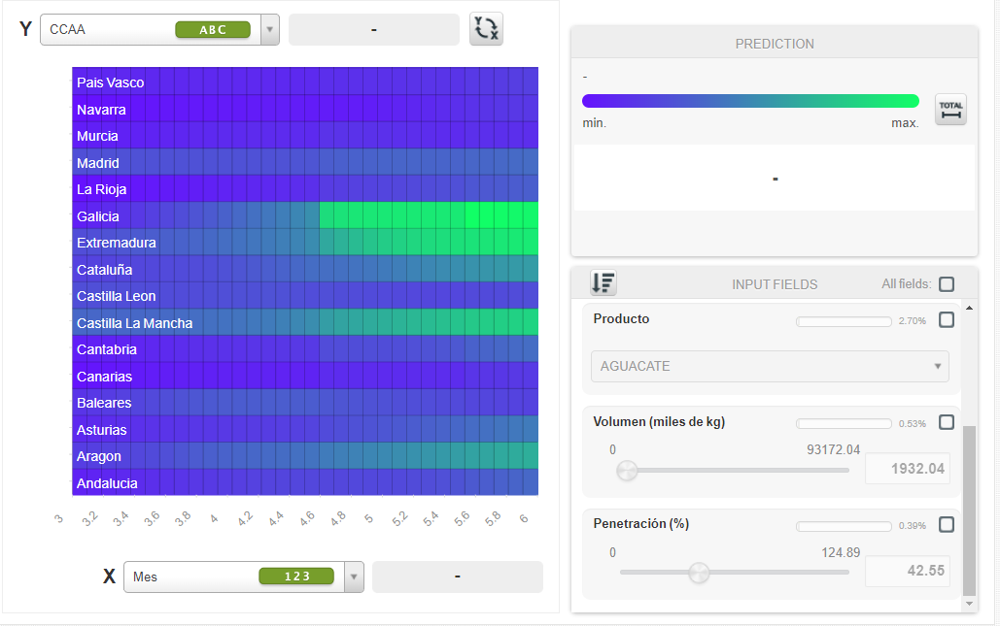 Y CCAA ABC -
Pais Vasco
Navarra
Murcia
Madrid
La Rioja
Galicia
Extremadura
Cataluña
Castilla Leon
Castilla La Mancha
Cantabria
Canarias
Baleares
Asturias
Aragon
Andalucia
3 3.2 3.4 3.6 3.8 4 4.2 4.4 4.6 4.8 5 5.2 5.4 5.6 5.8 6
X Mes 123 -
PREDICTION
-
TOTAL
min. max.
-
INPUT FIELDS All fields:
Producto 2.70%
AGUACATE
Volumen (miles de kg) 0.53%
0 93172.04
1932.04
Penetración (%) 0.39%
0 124.89
42.55